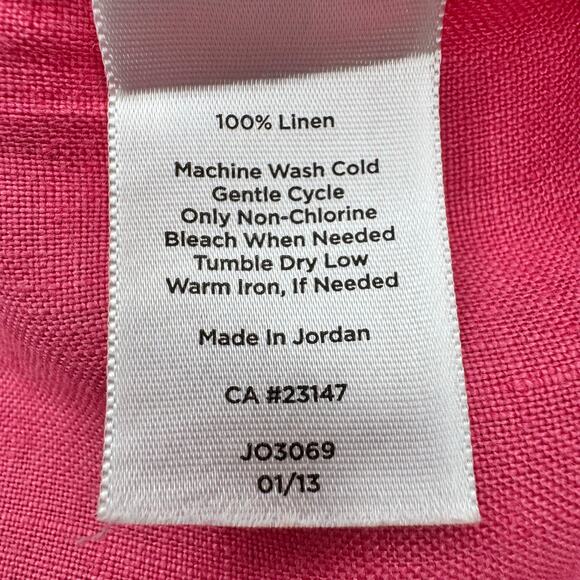 100% Linen
Machine Wash Cold
Gentle Cycle
Only Non-Chlorine
Bleach When Needed
Tumble Dry Low
Warm Iron, If Needed
Made In Jordan
CA #23147
JO3069
01/13